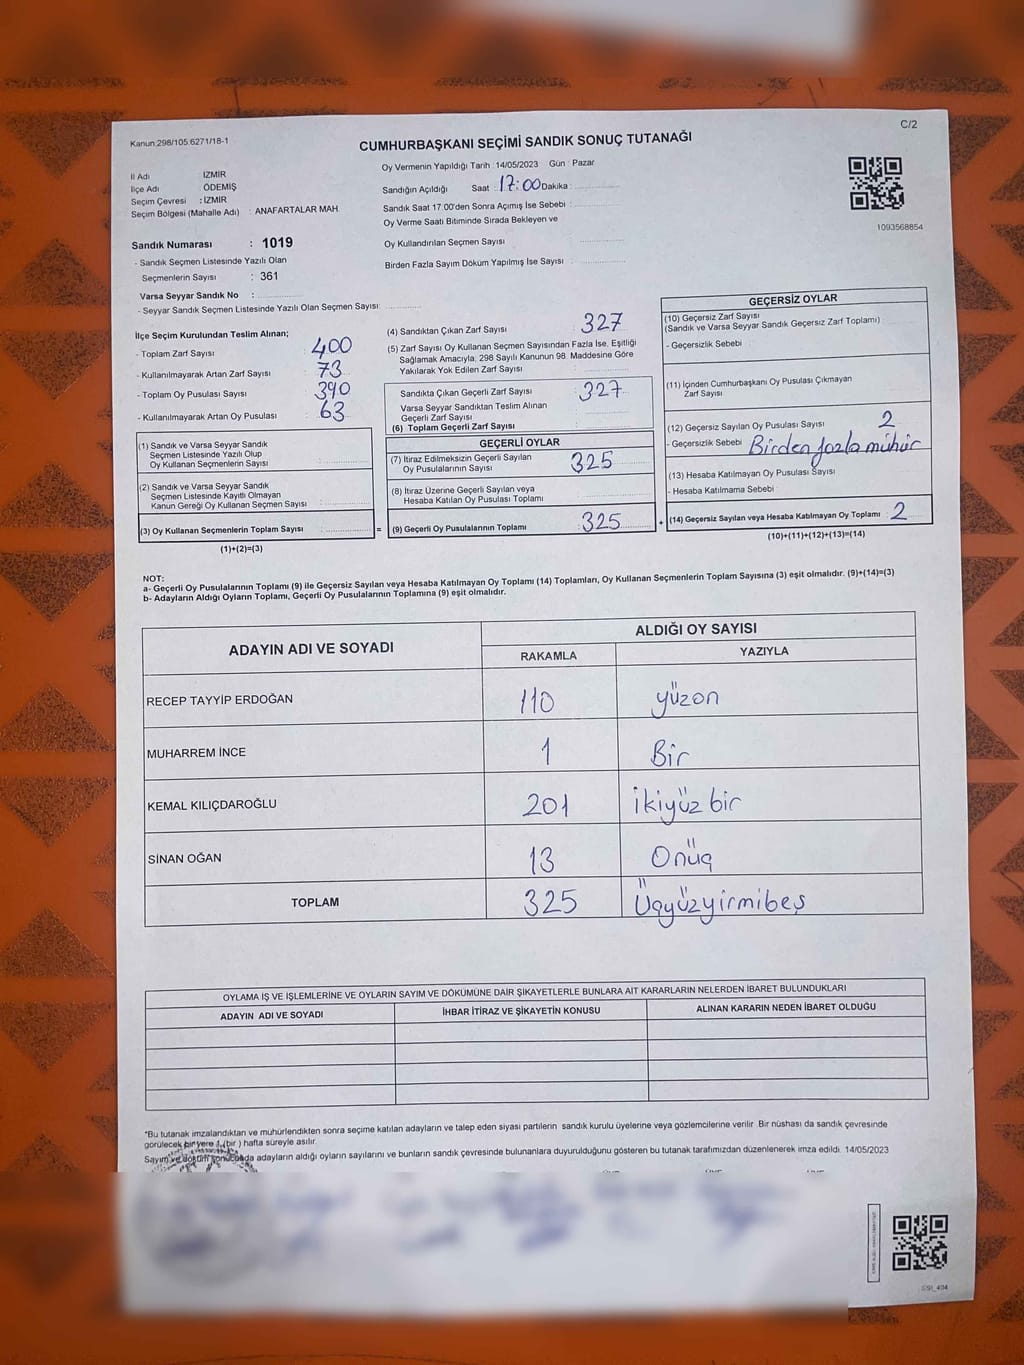 Kanun:298/105.6271/18-1
C/2
CUMHURBAŞKANI SEÇİMİ SANDIK SONUÇ TUTANAĞI
İl Adı : İZMİR
İlçe Adı ÖDEMİŞ
Seçim Çevresi : İZMİR
Seçim Bölgesi (Mahalle Adı) : ANAFARTALAR MAH.
Sandık Numarası : 1019
- Sandık Seçmen Listesinde Yazılı Olan
Seçmenlerin Sayısı : 361
Varsa Seyyar Sandık No :
- Seyyar Sandık Seçmen Listesinde Yazılı Olan Seçmen Sayısı:
Oy Vermenin Yapıldığı Tarih :14/05/2023 Gün : Pazar
Sandığın Açıldığı Saat : 17:00 Dakika :
Sandık Saat 17:00'den Sonra Açımış İse Sebebi :
Oy Verme Saati Bitiminde Sırada Bekleyen ve
Oy Kullandırılan Seçmen Sayısı
Birden Fazla Sayım Döküm Yapılmış İse Sayısı :
1093568854
İlçe Seçim Kurulundan Teslim Alınan;
- Toplam Zarf Sayısı 400
- Kullanılmayarak Artan Zarf Sayısı 73
- Toplam Oy Pusulası Sayısı 390
- Kullanılmayarak Artan Oy Pusulası 63
(1) Sandık ve Varsa Seyyar Sandık
Seçmen Listesinde Yazılı Olup
Oy Kullanan Seçmenlerin Sayısı
(2) Sandık ve Varsa Seyyar Sandık
Seçmen Listesinde Kayıtlı Olmayan
Kanun Gereği Oy Kullanan Seçmen Sayısı
(3) Oy Kullanan Seçmenlerin Toplam Sayısı =
(1)+(2)=(3)
(4) Sandıktan Çıkan Zarf Sayısı 327
(5) Zarf Sayısı Oy Kullanan Seçmen Sayısından Fazla İse, Eşitliği
Sağlamak Amacıyla; 298 Sayılı Kanunun 98. Maddesine Göre
Yakılarak Yok Edilen Zarf Sayısı
Sandıkta Çıkan Geçerli Zarf Sayısı : 327
Varsa Seyyar Sandıktan Teslim Alınan
Geçerli Zarf Sayısı
(6) Toplam Geçerli Zarf Sayısı
GEÇERLİ OYLAR
(7) İtiraz Edilmeksizin Geçerli Sayılan
Oy Pusulalarının Sayısı 325
(8) İtiraz Üzerine Geçerli Sayılan veya
Hesaba Katılan Oy Pusulası Toplamı
(9) Geçerli Oy Pusulalarının Toplamı : 325 +
GEÇERSİZ OYLAR
(10) Geçersiz Zarf Sayısı
(Sandık ve Varsa Seyyar Sandık Geçersiz Zarf Toplamı)
- Geçersizlik Sebebi :
(11) İçinden Cumhurbaşkanı Oy Pusulası Çıkmayan
Zarf Sayısı
(12) Geçersiz Sayılan Oy Pusulası Sayısı 2
- Geçersizlik Sebebi Birden fazla mühür
(13) Hesaba Katılmayan Oy Pusulası Sayısı
- Hesaba Katılmama Sebebi
(14) Geçersiz Sayılan veya Hesaba Katılmayan Oy Toplamı : 2
(10)+(11)+(12)+(13)=(14)
NOT:
a- Geçerli Oy Pusulalarının Toplamı (9) ile Geçersiz Sayılan veya Hesaba Katılmayan Oy Toplamı (14) Toplamları, Oy Kullanan Seçmenlerin Toplam Sayısına (3) eşit olmalıdır. (9)+(14)=(3)
b- Adayların Aldığı Oyların Toplamı, Geçerli Oy Pusulalarının Toplamına (9) eşit olmalıdır.
ADAYIN ADI VE SOYADI
ALDIĞI OY SAYISI
RAKAMLA YAZIYLA
RECEP TAYYİP ERDOĞAN 110 yüzon
MUHARREM İNCE 1 Bir
KEMAL KILIÇDAROĞLU 201 ikiyüz bir
SİNAN OĞAN 13 Onüç
TOPLAM 325 Üçyüzyirmibeş
OYLAMA İŞ VE İŞLEMLERİNE VE OYLARIN SAYIM VE DÖKÜMÜNE DAİR ŞİKAYETLERLE BUNLARA AİT KARARLARIN NELERDEN İBARET BULUNDUKLARI
ADAYIN ADI VE SOYADI İHBAR İTİRAZ VE ŞİKAYETİN KONUSU ALINAN KARARIN NEDEN İBARET OLDUĞU
*Bu tutanak imzalandıktan ve mühürlendikten sonra seçime katılan adayların ve talep eden siyasi partilerin sandık kurulu üyelerine veya gözlemcilerine verilir. Bir nüshası da sandık çevresinde
görülecek bir yere 1 (bir ) hafta süreyle asılır.
Sayım ve döküm sonucunda adayların aldığı oyların sayılarını ve bunların sandık çevresinde bulunanlara duyurulduğunu gösteren bu tutanak tarafımızdan düzenlenerek imza edildi. 14/05/2023